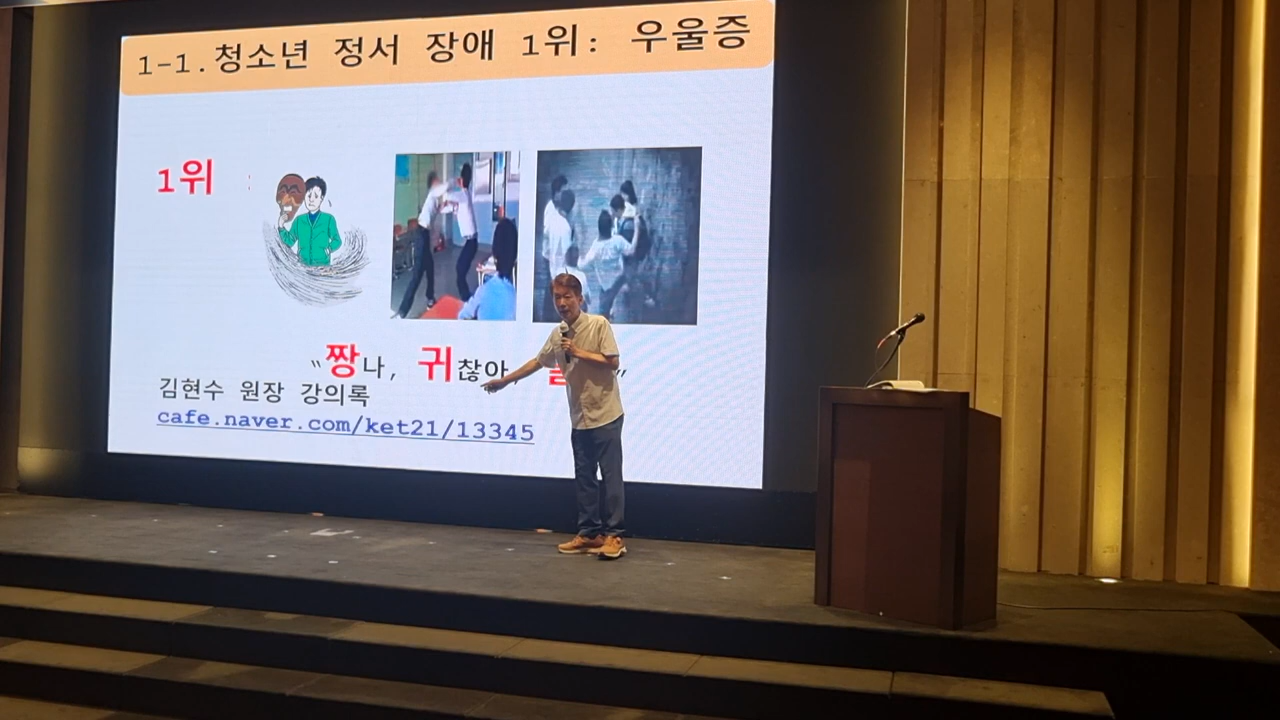 1-1.청소년 정서 장애 1위: 우울증
1위 :
“짱나, 귀찮아 ”
김현수 원장 강의록
cafe.naver.com/ket21/13345